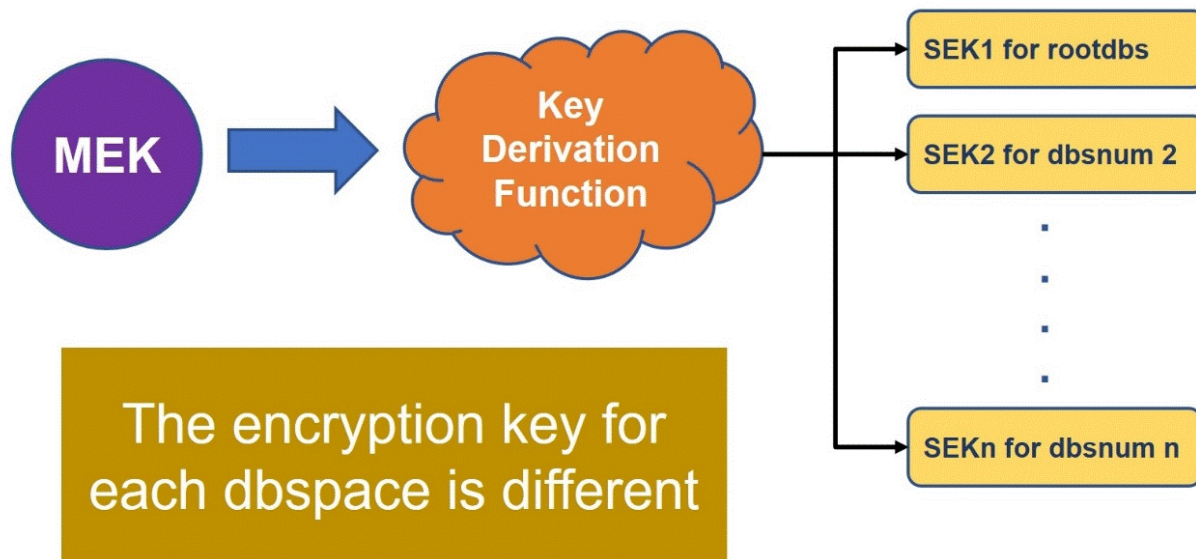 MEK
Key
Derivation
Function
SEK1 for rootdbs
SEK2 for dbsnum 2
SEKn for dbsnum n
The encryption key for
each dbspace is different